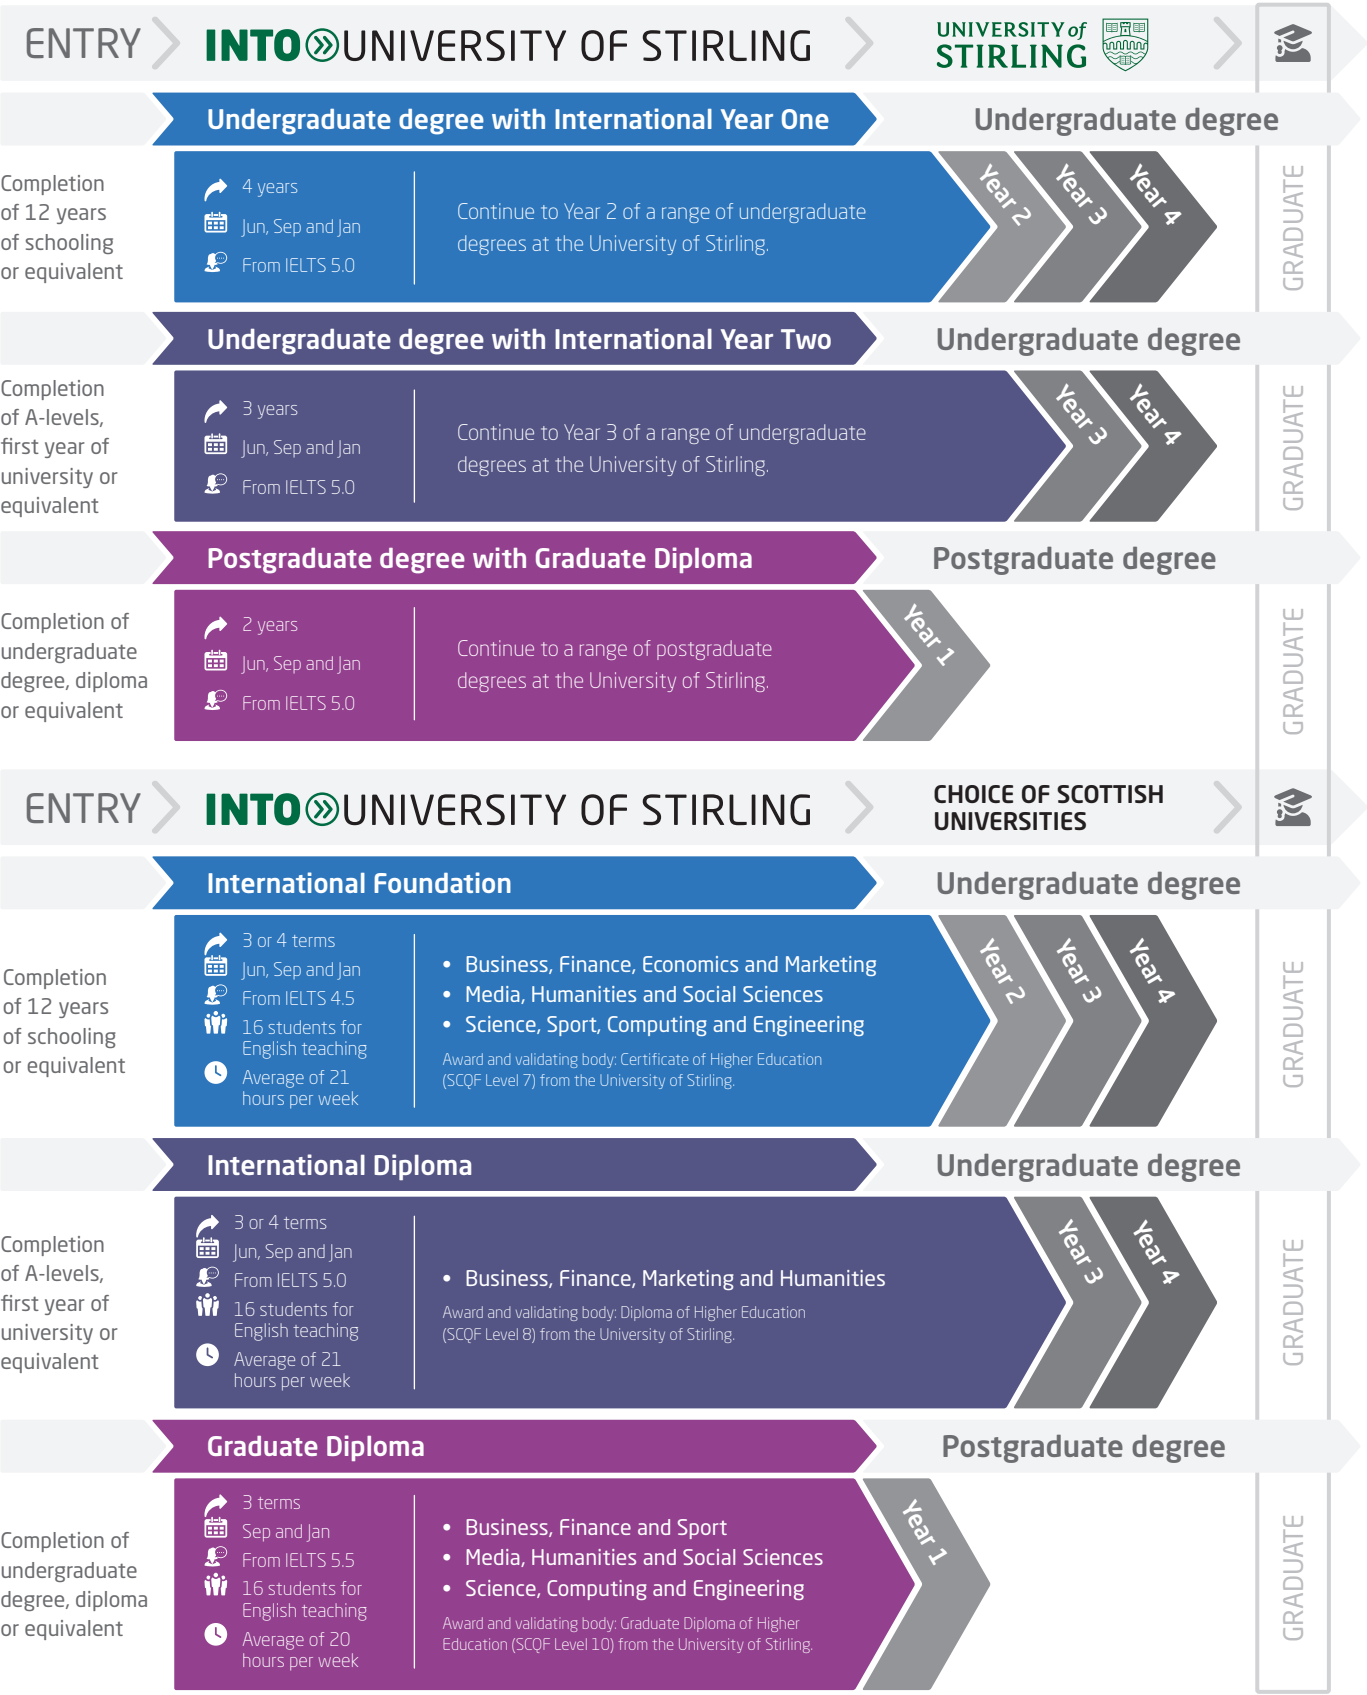 ENTRY
INTO UNIVERSITY OF STIRLING
UNIVERSITY of
STIRLING
Undergraduate degree with International Year One
Undergraduate degree
Completion
of 12 years
of schooling
or equivalent
4 years
Jun, Sep and Jan
From IELTS 5.0
Continue to Year 2 of a range of undergraduate
degrees at the University of Stirling.
Year 2
Year 3
Year 4
GRADUATE
Undergraduate degree with International Year Two
Undergraduate degree
Completion
of A-levels,
first year of
university or
equivalent
3 years
Jun, Sep and Jan
From IELTS 5.0
Continue to Year 3 of a range of undergraduate
degrees at the University of Stirling.
Year 3
Year 4
GRADUATE
Postgraduate degree with Graduate Diploma
Postgraduate degree
Completion of
undergraduate
degree, diploma
or equivalent
2 years
Jun, Sep and Jan
From IELTS 5.0
Continue to a range of postgraduate
degrees at the University of Stirling.
Year 1
GRADUATE
ENTRY
INTO UNIVERSITY OF STIRLING
CHOICE OF SCOTTISH
UNIVERSITIES
International Foundation
Undergraduate degree
Completion
of 12 years
of schooling
or equivalent
3 or 4 terms
Jun, Sep and Jan
From IELTS 4.5
16 students for
English teaching
Average of 21
hours per week
• Business, Finance, Economics and Marketing
• Media, Humanities and Social Sciences
• Science, Sport, Computing and Engineering
Award and validating body: Certificate of Higher Education
(SCQF Level 7) from the University of Stirling.
Year 2
Year 3
Year 4
GRADUATE
International Diploma
Undergraduate degree
Completion
of A-levels,
first year of
university or
equivalent
3 or 4 terms
Jun, Sep and Jan
From IELTS 5.0
16 students for
English teaching
Average of 21
hours per week
• Business, Finance, Marketing and Humanities
Award and validating body: Diploma of Higher Education
(SCQF Level 8) from the University of Stirling.
Year 3
Year 4
GRADUATE
Graduate Diploma
Postgraduate degree
Completion of
undergraduate
degree, diploma
or equivalent
3 terms
Sep and Jan
From IELTS 5.5
16 students for
English teaching
Average of 20
hours per week
• Business, Finance and Sport
• Media, Humanities and Social Sciences
• Science, Computing and Engineering
Award and validating body: Graduate Diploma of Higher
Education (SCQF Level 10) from the University of Stirling.
Year 1
GRADUATE